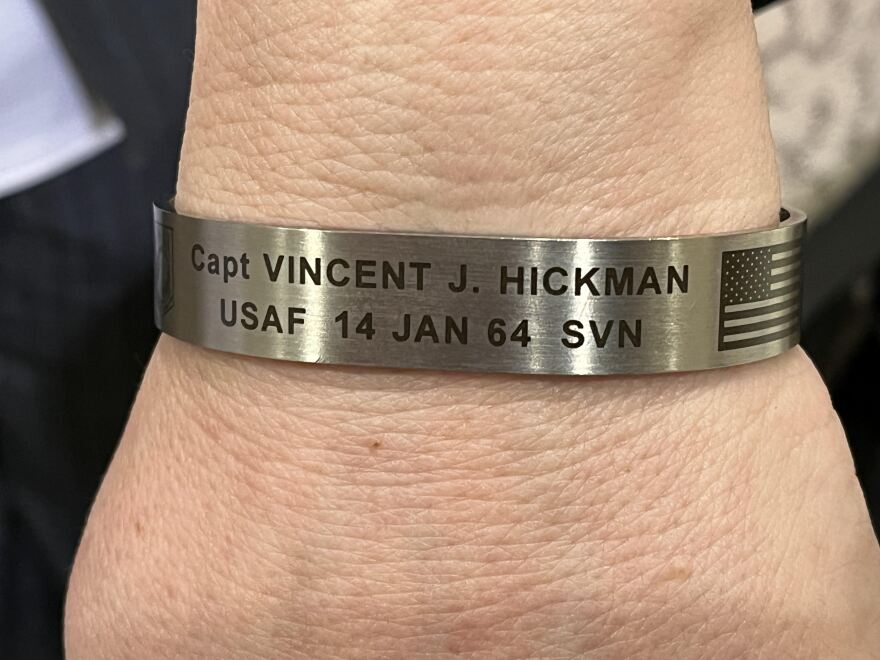 Capt VINCENT J. HICKMAN
USAF 14 JAN 64 SVN